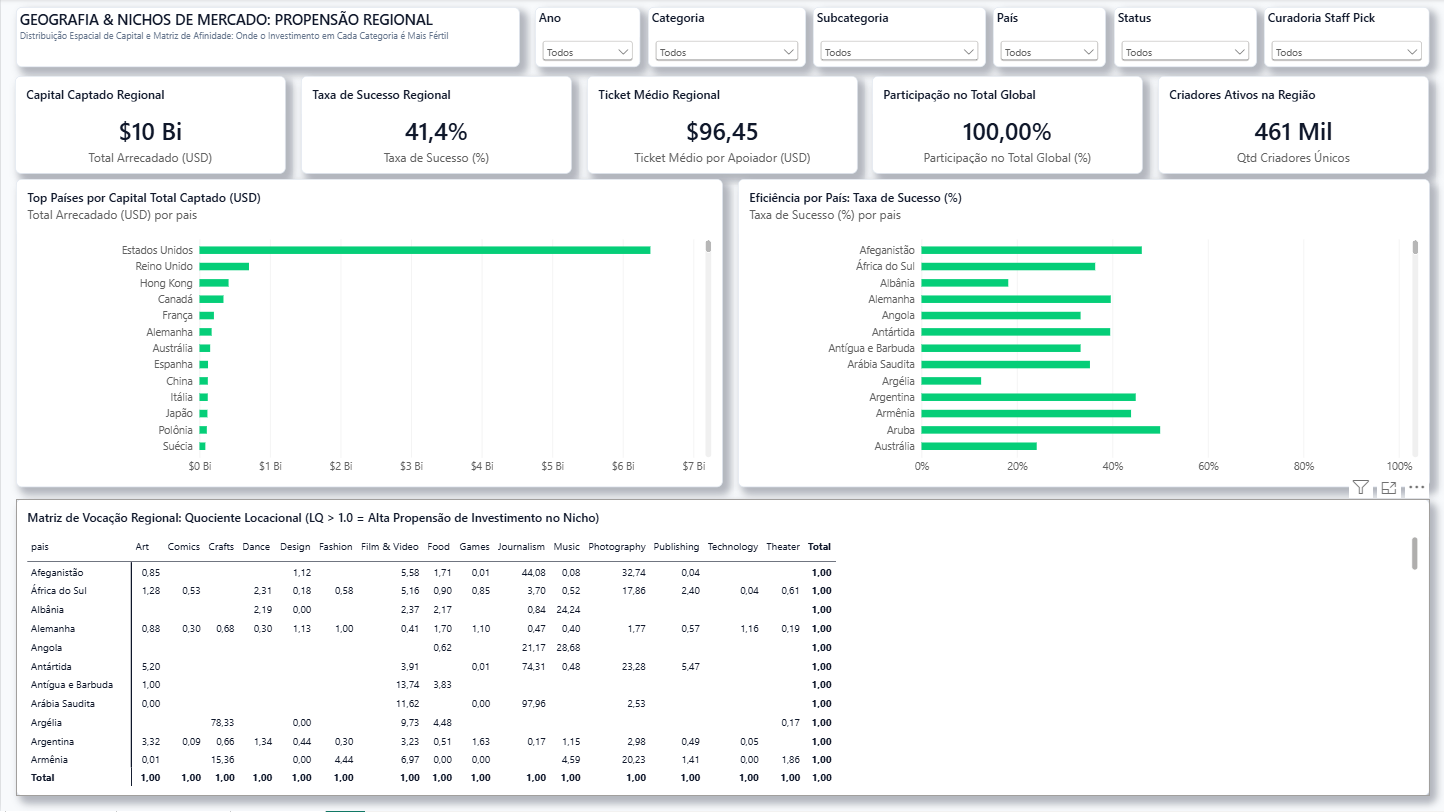 GEOGRAFIA & NICHOS DE MERCADO: PROPENSÃO REGIONAL
Distribuição Espacial de Capital e Matriz de Afinidade: Onde o Investimento em Cada Categoria é Mais Fértil
Ano
Todos
Categoria
Todos
Subcategoria
Todos
País
Todos
Status
Todos
Curadoria Staff Pick
Todos
Capital Captado Regional
$10 Bi
Total Arrecadado (USD)
Taxa de Sucesso Regional
41,4%
Taxa de Sucesso (%)
Ticket Médio Regional
$96,45
Ticket Médio por Apoiador (USD)
Participação no Total Global
100,00%
Participação no Total Global (%)
Criadores Ativos na Região
461 Mil
Qtd Criadores Únicos
Top Países por Capital Total Captado (USD)
Total Arrecadado (USD) por pais
Estados Unidos
Reino Unido
Hong Kong
Canadá
França
Alemanha
Austrália
Espanha
China
Itália
Japão
Polónia
Suécia
$0 Bi $1 Bi $2 Bi $3 Bi $4 Bi $5 Bi $6 Bi $7 Bi
Eficiência por País: Taxa de Sucesso (%)
Taxa de Sucesso (%) por pais
Afeganistão
África do Sul
Albânia
Alemanha
Angola
Antártida
Antígua e Barbuda
Arábia Saudita
Argélia
Argentina
Armênia
Aruba
Austrália
0% 20% 40% 60% 80% 100%
Matriz de Vocação Regional: Quociente Locacional (LQ > 1.0 = Alta Propensão de Investimento no Nicho)
pais Art Comics Crafts Dance Design Fashion Film & Video Food Games Journalism Music Photography Publishing Technology Theater Total
Afeganistão 0,85 1,12 5,58 1,71 0,01 44,08 0,08 32,74 0,04 1,00
África do Sul 1,28 0,53 2,31 0,18 0,58 5,16 0,90 0,85 3,70 0,52 17,86 2,40 0,04 0,61 1,00
Albânia 2,19 0,00 2,37 2,17 0,84 24,24 1,00
Alemanha 0,88 0,30 0,68 0,30 1,13 1,00 0,41 1,70 1,10 0,47 0,40 1,77 0,57 1,16 0,19 1,00
Angola 0,62 21,17 28,68 1,00
Antártida 5,20 3,91 0,01 74,31 0,48 23,28 5,47 1,00
Antígua e Barbuda 1,00 13,74 3,83 1,00
Arábia Saudita 0,00 11,62 0,00 97,96 2,53 1,00
Argélia 78,33 0,00 9,73 4,48 0,17 1,00
Argentina 3,32 0,09 0,66 1,34 0,44 0,30 3,23 0,51 1,63 0,17 1,15 2,98 0,49 0,05 1,00
Armênia 0,01 15,36 0,00 4,44 6,97 0,00 0,00 4,59 20,23 1,41 0,00 1,86 1,00
Total 1,00 1,00 1,00 1,00 1,00 1,00 1,00 1,00 1,00 1,00 1,00 1,00 1,00 1,00 1,00 1,00